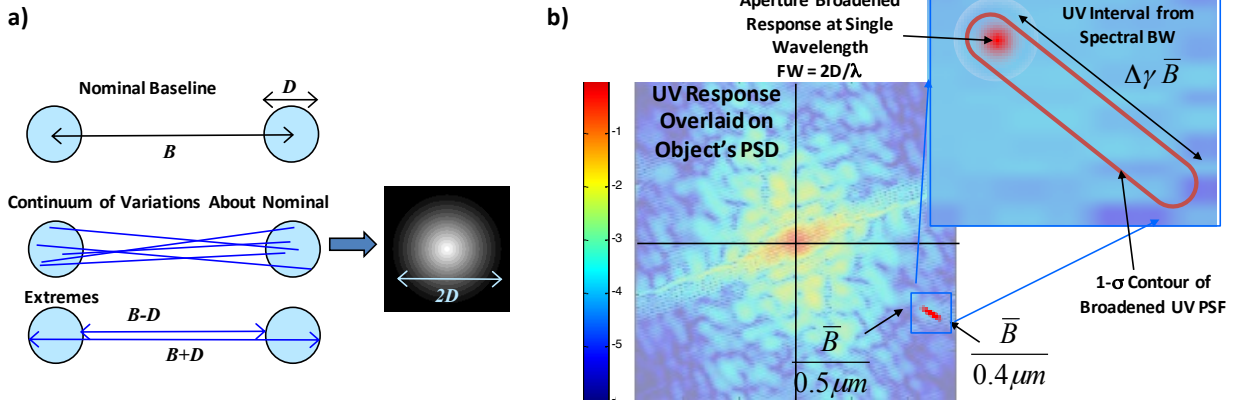 a)
Nominal Baseline
D
B
Continuum of Variations About Nominal
2D
Extremes
B-D
B+D
b)
Aperture Broadened
Response at Single
Wavelength
FW = 2D/λ
UV Interval from
Spectral BW
Δγ B̅
UV Response
Overlaid on
Object's PSD
-1
-2
-3
-4
-5
1-σ Contour of
Broadened UV PSF
B̅
0.5μm
B̅
0.4μm